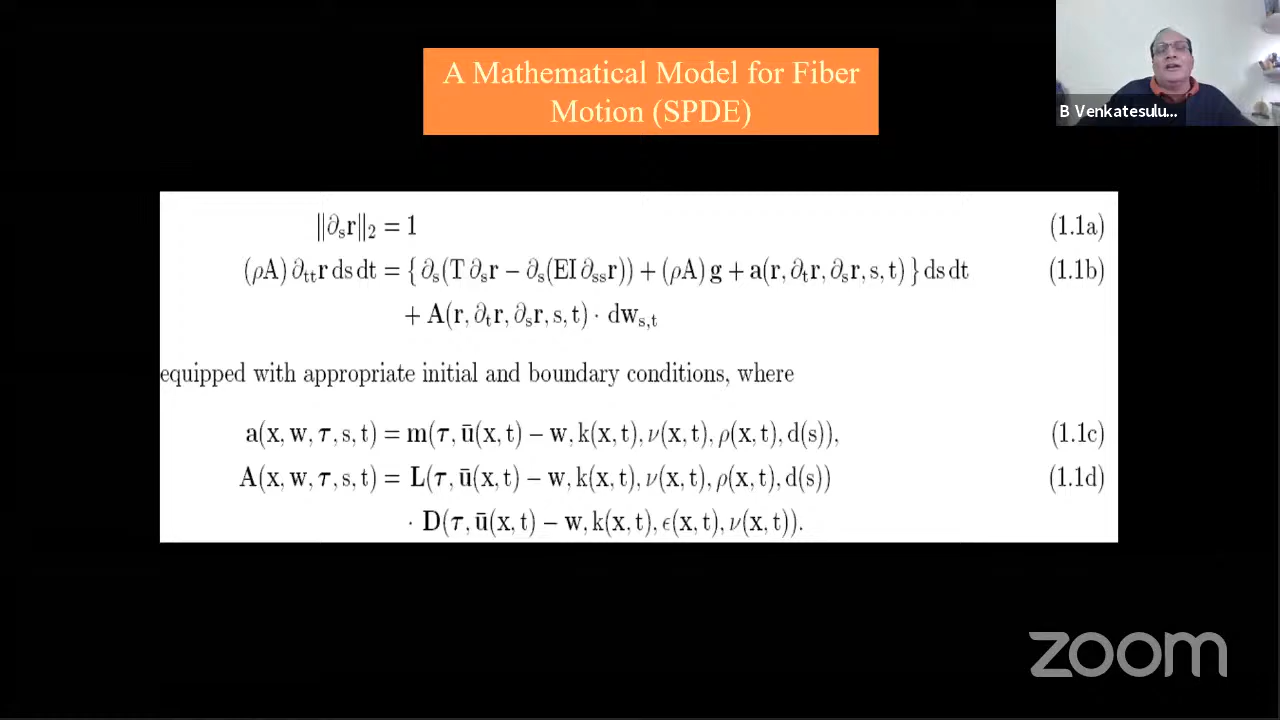 A Mathematical Model for Fiber
Motion (SPDE)
B Venkatesulu...
‖∂ₛr‖₂ = 1 (1.1a)
(ρA) ∂ₜₜr ds dt = { ∂ₛ(T ∂ₛr − ∂ₛ(EI ∂ₛₛr)) + (ρA) g + a(r, ∂ₜr, ∂ₛr, s, t) } ds dt (1.1b)
+ A(r, ∂ₜr, ∂ₛr, s, t) · dwₛ,ₜ
equipped with appropriate initial and boundary conditions, where
a(x, w, τ, s, t) = m(τ, ū(x, t) − w, k(x, t), ν(x, t), ρ(x, t), d(s)), (1.1c)
A(x, w, τ, s, t) = L(τ, ū(x, t) − w, k(x, t), ν(x, t), ρ(x, t), d(s)) (1.1d)
· D(τ, ū(x, t) − w, k(x, t), ϵ(x, t), ν(x, t)).
zoom